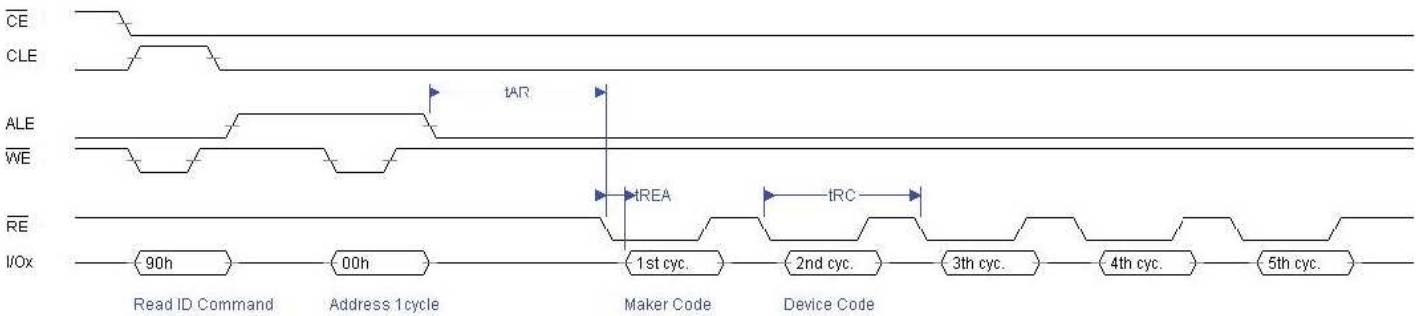 CE
CLE
tAR
ALE
WE
tREA
tRC
RE
I/Ox
90h
00h
1st cyc.
2nd cyc.
3th cyc.
4th cyc.
5th cyc.
Read ID Command
Address 1cycle
Maker Code
Device Code